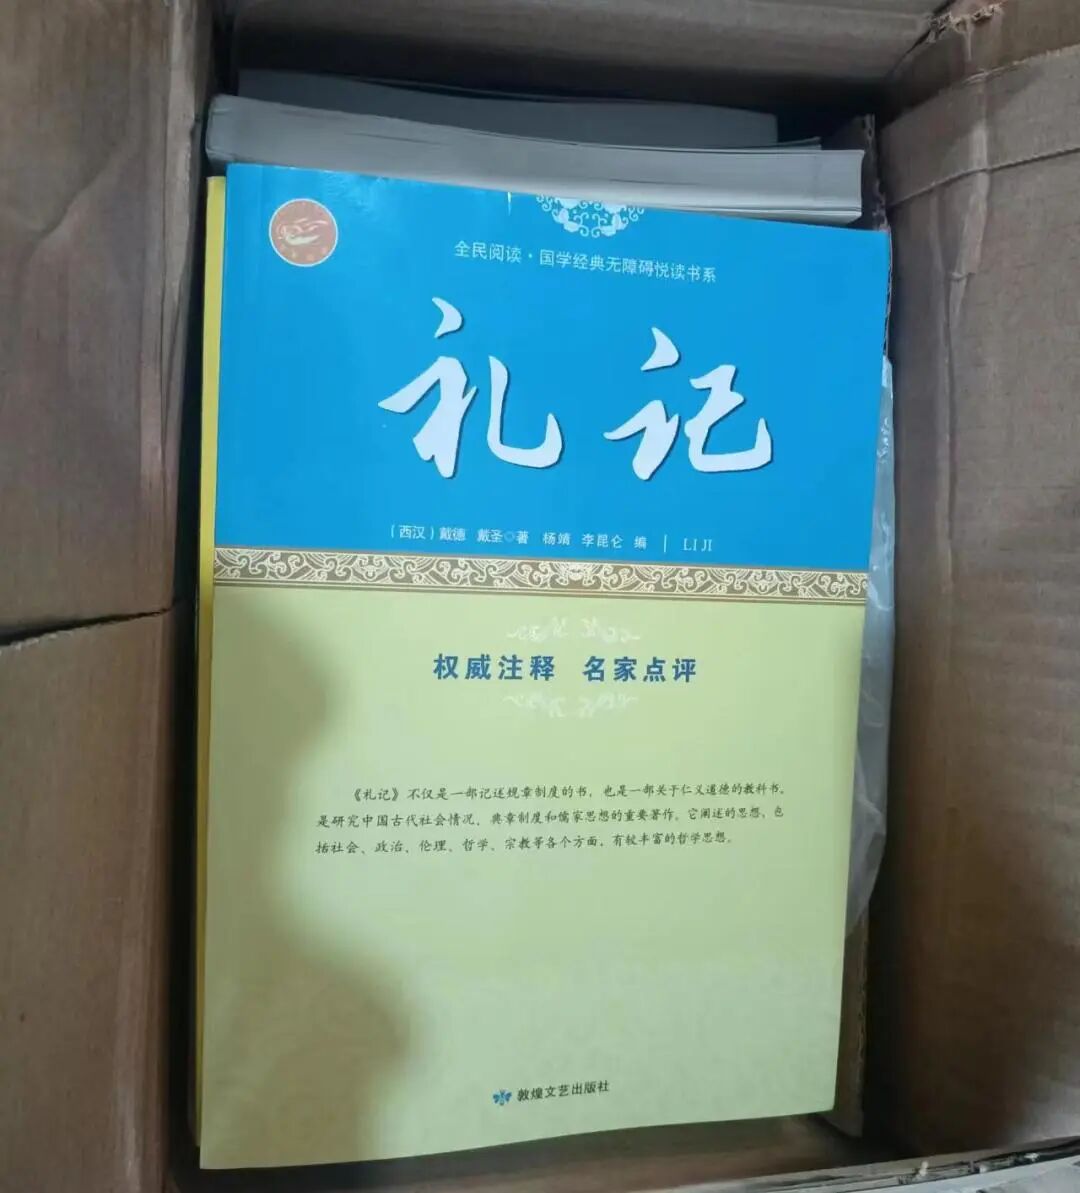 全民阅读·国学经典无障碍悦读书系
礼记
（西汉）戴德 戴圣◇著 杨靖 李昆仑 编 | LI JI
权威注释 名家点评
《礼记》不仅是一部记述规章制度的书，也是一部关于仁义道德的教科书。
是研究中国古代社会情况、典章制度和儒家思想的重要著作。它阐述的思想，包
括社会、政治、伦理、哲学、宗教等各个方面，有较丰富的哲学思想。
敦煌文艺出版社